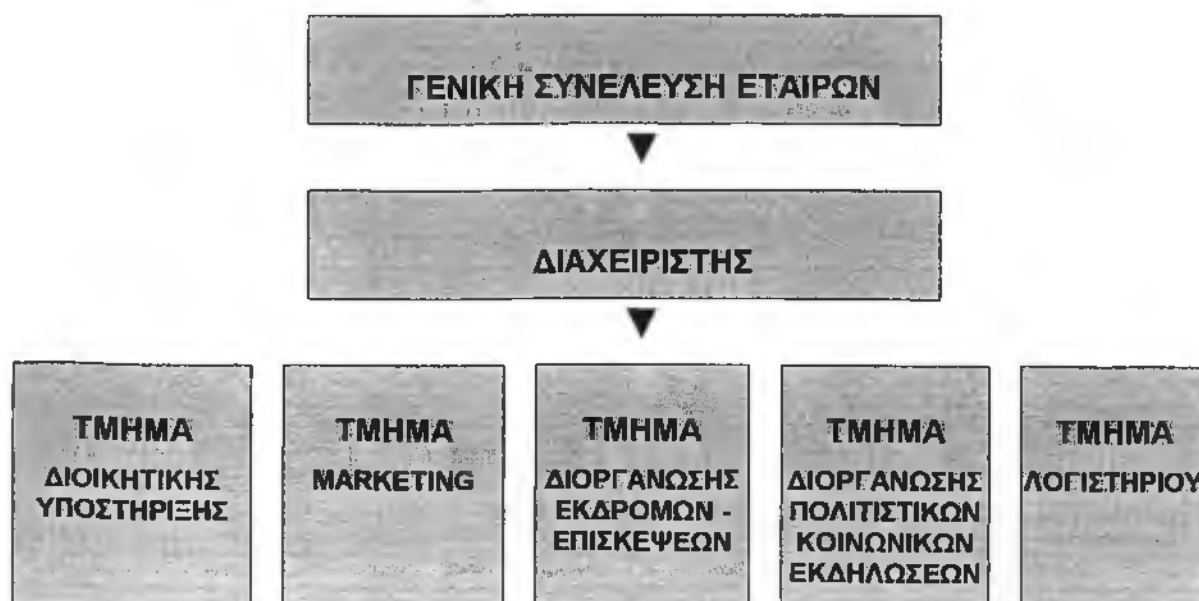 ΓΕΝΙΚΗ ΣΥΝΕΛΕΥΣΗ ΕΤΑΙΡΩΝ
ΔΙΑΧΕΙΡΙΣΤΗΣ
ΤΜΗΜΑ
ΔΙΟΙΚΗΤΙΚΗΣ
ΥΠΟΣΤΗΡΙΞΗΣ
ΤΜΗΜΑ
MARKETING
ΤΜΗΜΑ
ΔΙΟΡΓΑΝΩΣΗΣ
ΕΚΔΡΟΜΩΝ -
ΕΠΙΣΚΕΨΕΩΝ
ΤΜΗΜΑ
ΔΙΟΡΓΑΝΩΣΗΣ
ΠΟΛΙΤΙΣΤΙΚΩΝ
ΚΟΙΝΩΝΙΚΩΝ
ΕΚΔΗΛΩΣΕΩΝ
ΤΜΗΜΑ
ΛΟΓΙΣΤΗΡΙΟΥ